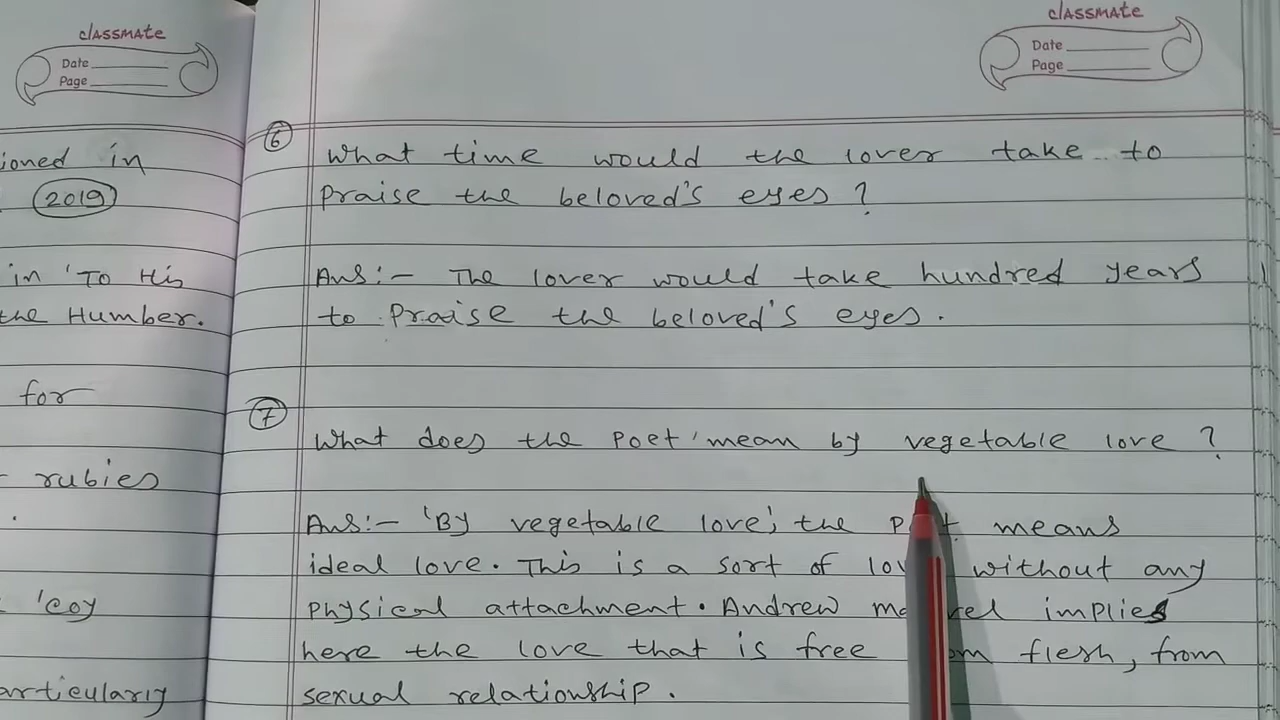 classmate
Date
Page
ioned in
2019
in 'To His
the Humber.
for
rubies
'coy
articularly
classmate
Date
Page
6 What time would the lover take to
praise the beloved's eyes?
Ans:- The lover would take hundred years
to praise the beloved's eyes.
7 What does the poet mean by vegetable love?
Ans:- 'By vegetable love', the means
ideal love. This is a sort of without any
physical attachment. Andrew implies
here the love that is free flesh, from
sexual relationship.